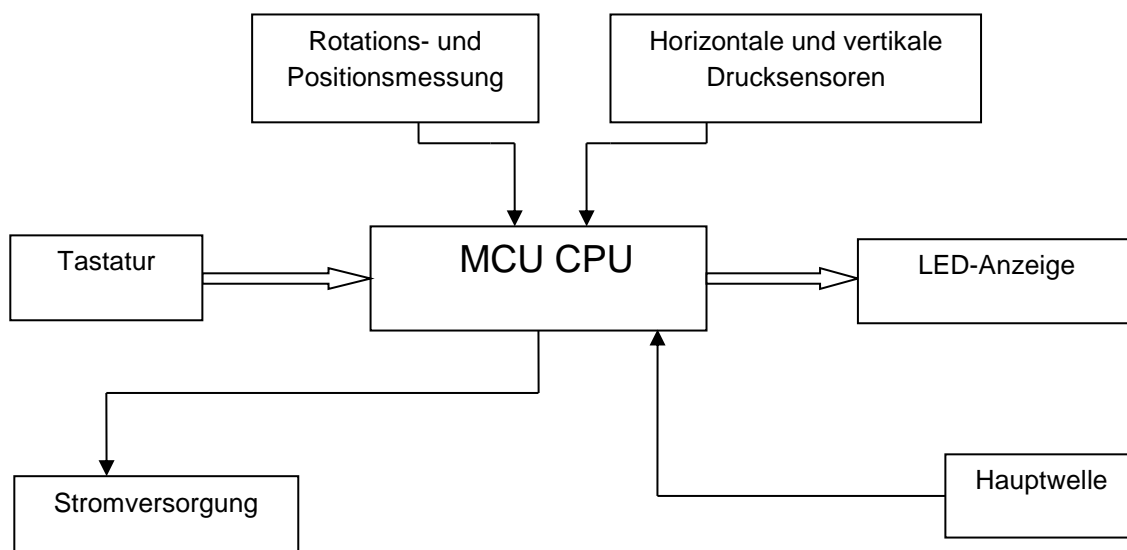 Rotations- und
Positionsmessung
Horizontale und vertikale
Drucksensoren
Tastatur
MCU CPU
LED-Anzeige
Stromversorgung
Hauptwelle